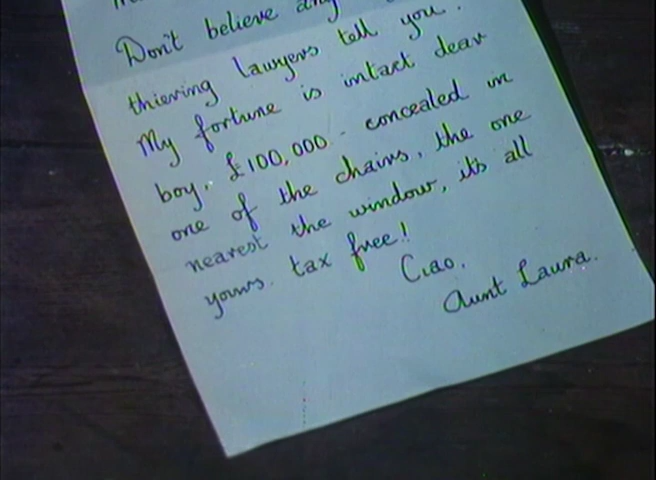 Don't believe any
thieving lawyers tell you.
My fortune is intact dear
boy. £100,000 - concealed in
one of the chairs, the one
nearest the window, it's all
yours. tax free!
Ciao.
Aunt Laura.